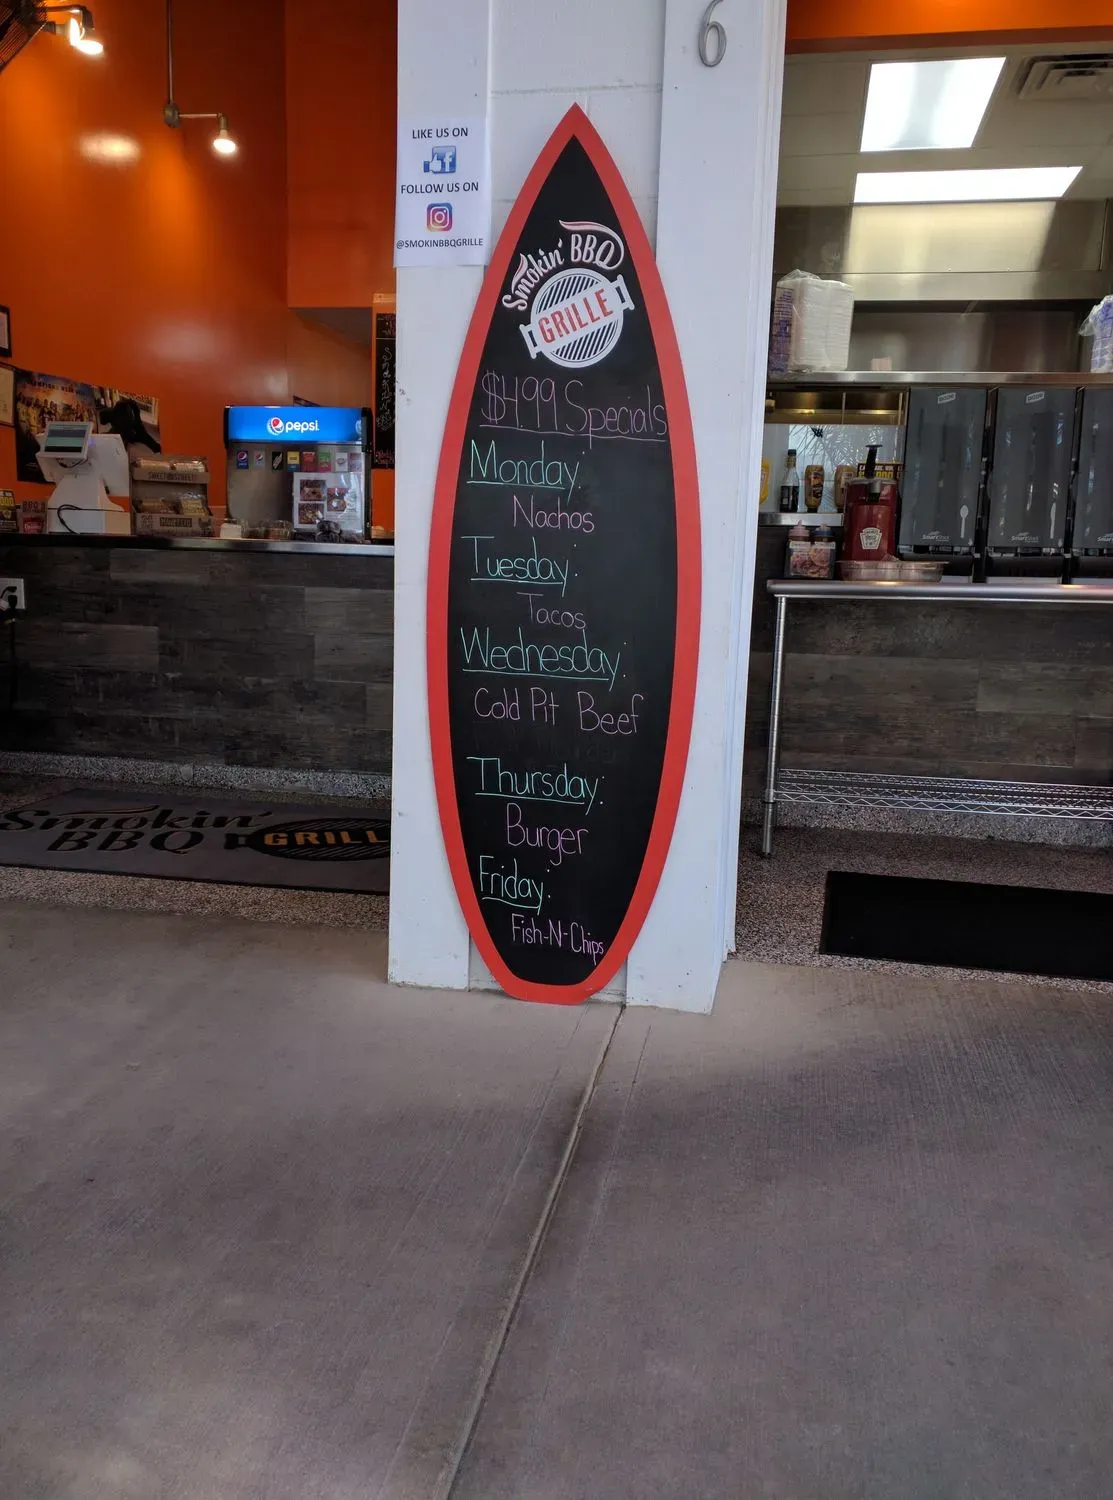 6
LIKE US ON
f
FOLLOW US ON
@SMOKINBBQGRILLE
Smokin' BBQ
GRILLE
$4.99 Specials
Monday:
Nachos
Tuesday:
Tacos
Wednesday:
Cold Pit Beef
Thursday:
Burger
Friday:
Fish-N-Chips
pepsi
Smokin'
BBQ
GRILL